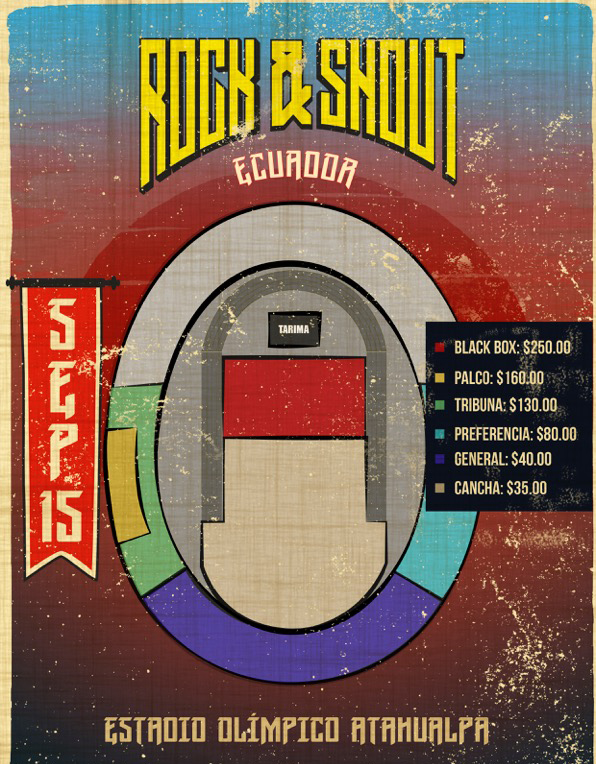 ROCK & SHOUT
ECUADOR
TARIMA
SEP
15
BLACK BOX: $250.00
PALCO: $160.00
TRIBUNA: $130.00
PREFERENCIA: $80.00
GENERAL: $40.00
CANCHA: $35.00
ESTADIO OLÍMPICO ATAHUALPA